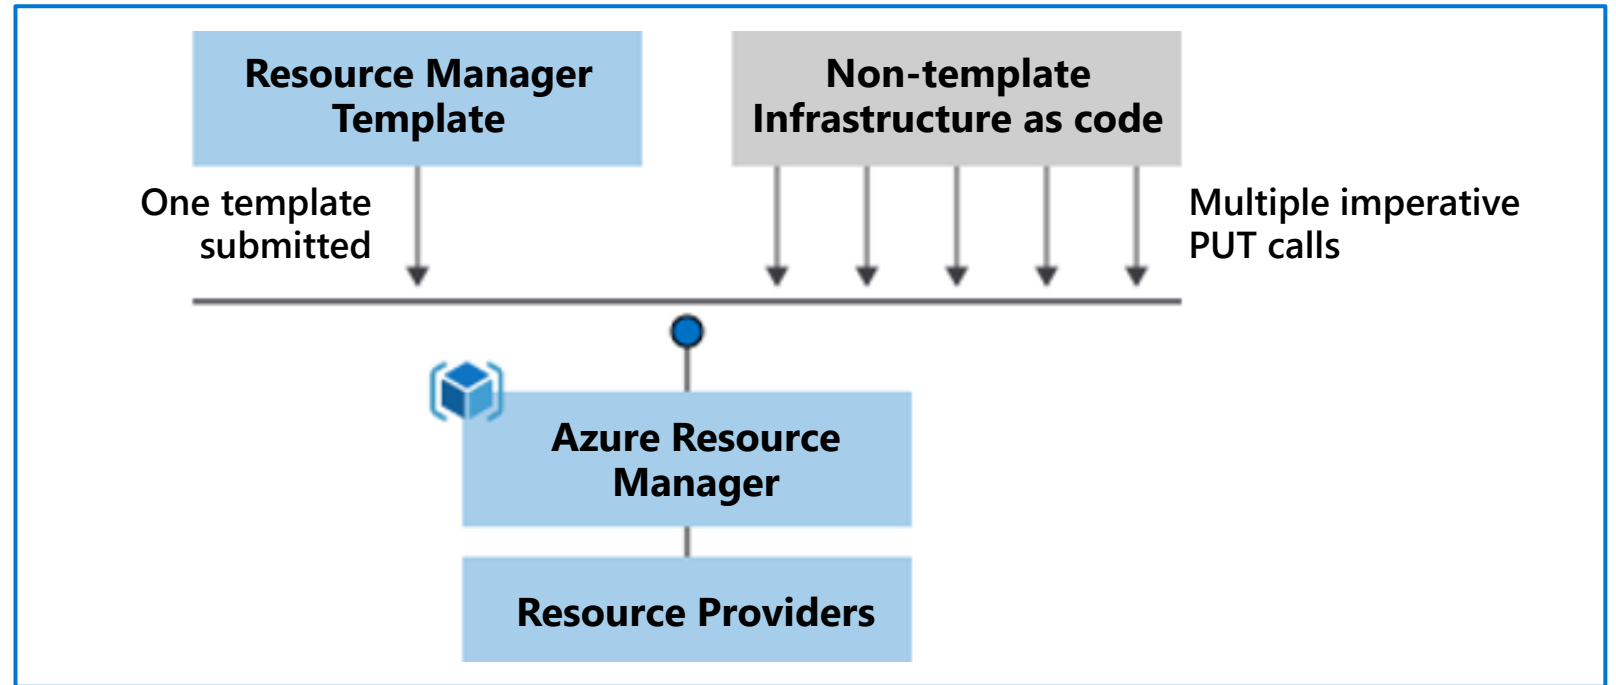 Resource Manager
Template
Non-template
Infrastructure as code
One template
submitted
Multiple imperative
PUT calls
Azure Resource
Manager
Resource Providers